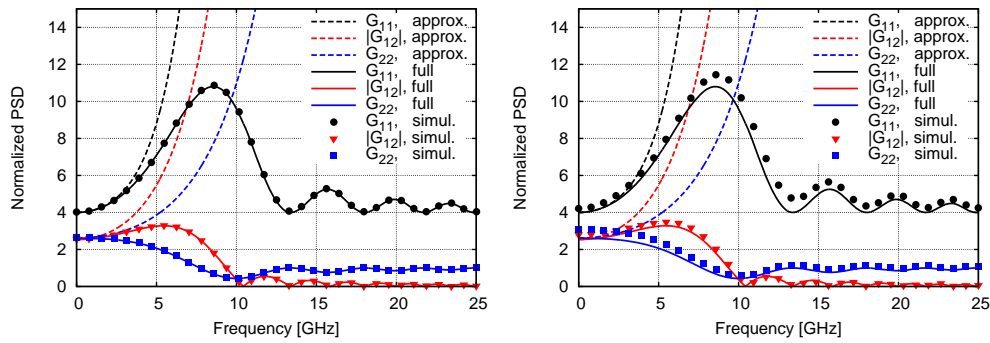 Normalized PSD
14
12
10
8
6
4
2
0
0 5 10 15 20 25
Frequency [GHz]
G11, approx.
|G12|, approx.
G22, approx.
G11, full
|G12|, full
G22, full
G11, simul.
|G12|, simul.
G22, simul.
Normalized PSD
14
12
10
8
6
4
2
0
0 5 10 15 20 25
Frequency [GHz]
G11, approx.
|G12|, approx.
G22, approx.
G11, full
|G12|, full
G22, full
G11, simul.
|G12|, simul.
G22, simul.